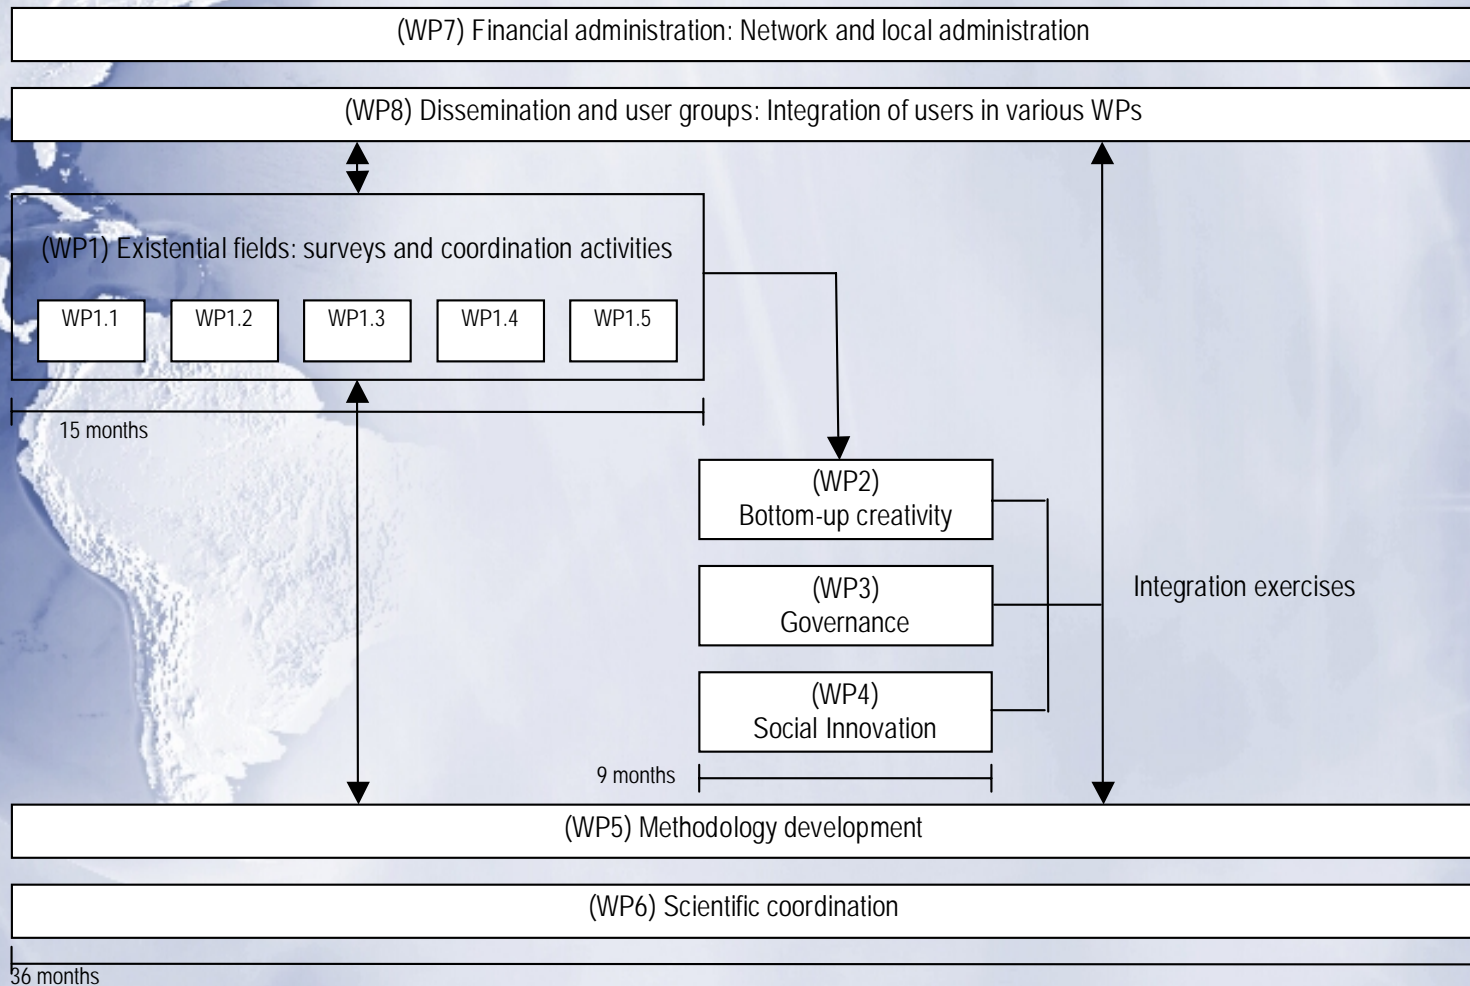 (WP7) Financial administration: Network and local administration
(WP8) Dissemination and user groups: Integration of users in various WPs
(WP1) Existential fields: surveys and coordination activities
WP1.1
WP1.2
WP1.3
WP1.4
WP1.5
15 months
(WP2)
Bottom-up creativity
(WP3)
Governance
Integration exercises
(WP4)
Social Innovation
9 months
(WP5) Methodology development
(WP6) Scientific coordination
36 months